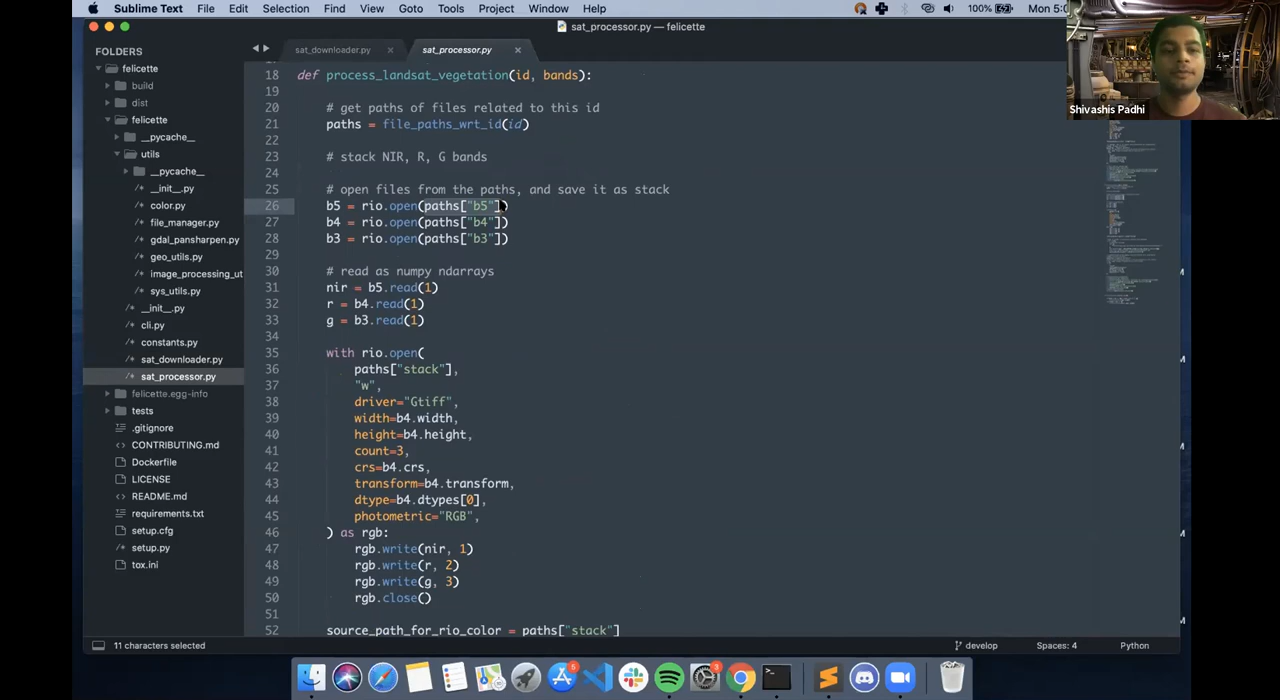 Sublime Text File Edit Selection Find View Goto Tools Project Window Help 100% Mon 5:0
sat_processor.py — felicette
Shivashis Padhi
FOLDERS
felicette
build
dist
felicette
__pycache__
utils
__pycache__
__init__.py
color.py
file_manager.py
gdal_pansharpen.py
geo_utils.py
image_processing_ut
sys_utils.py
__init__.py
cli.py
constants.py
sat_downloader.py
sat_processor.py
felicette.egg-info
tests
.gitignore
CONTRIBUTING.md
Dockerfile
LICENSE
README.md
requirements.txt
setup.cfg
setup.py
tox.ini
sat_downloader.py × sat_processor.py ×
18 def process_landsat_vegetation(id, bands):
19
20 # get paths of files related to this id
21 paths = file_paths_wrt_id(id)
22
23 # stack NIR, R, G bands
24
25 # open files from the paths, and save it as stack
26 b5 = rio.open(paths["b5"])
27 b4 = rio.open(paths["b4"])
28 b3 = rio.open(paths["b3"])
29
30 # read as numpy ndarrays
31 nir = b5.read(1)
32 r = b4.read(1)
33 g = b3.read(1)
34
35 with rio.open(
36 paths["stack"],
37 "w",
38 driver="Gtiff",
39 width=b4.width,
40 height=b4.height,
41 count=3,
42 crs=b4.crs,
43 transform=b4.transform,
44 dtype=b4.dtypes[0],
45 photometric="RGB",
46 ) as rgb:
47 rgb.write(nir, 1)
48 rgb.write(r, 2)
49 rgb.write(g, 3)
50 rgb.close()
51
52 source_path_for_rio_color = paths["stack"]
11 characters selected develop Spaces: 4 Python
5
3